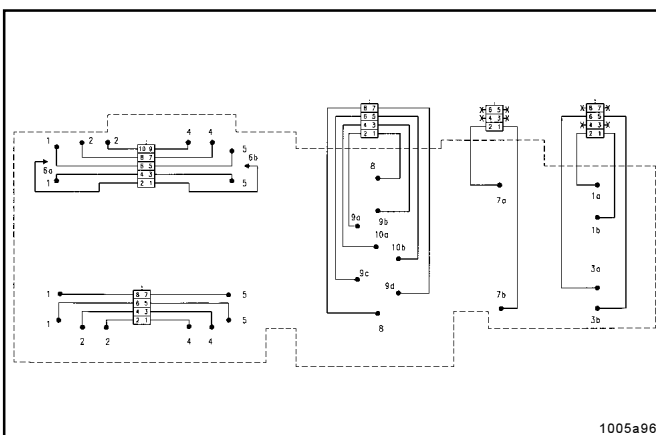 1 2 2 4 4 5
10 9
8 7
6 5
4 3
2 1
6a 6b
1 5
8 7
6 5
4 3
2 1
1 5
1 5
2 2 4 4
8 7
6 5
4 3
2 1
8
9a 9b
10a
10b
9c 9d
8
X 6 5 X
X 4 3 X
2 1
7a
7b
X 8 7 X
6 5
X 4 3 X
2 1
1a
1b
3a
3b
1005a96